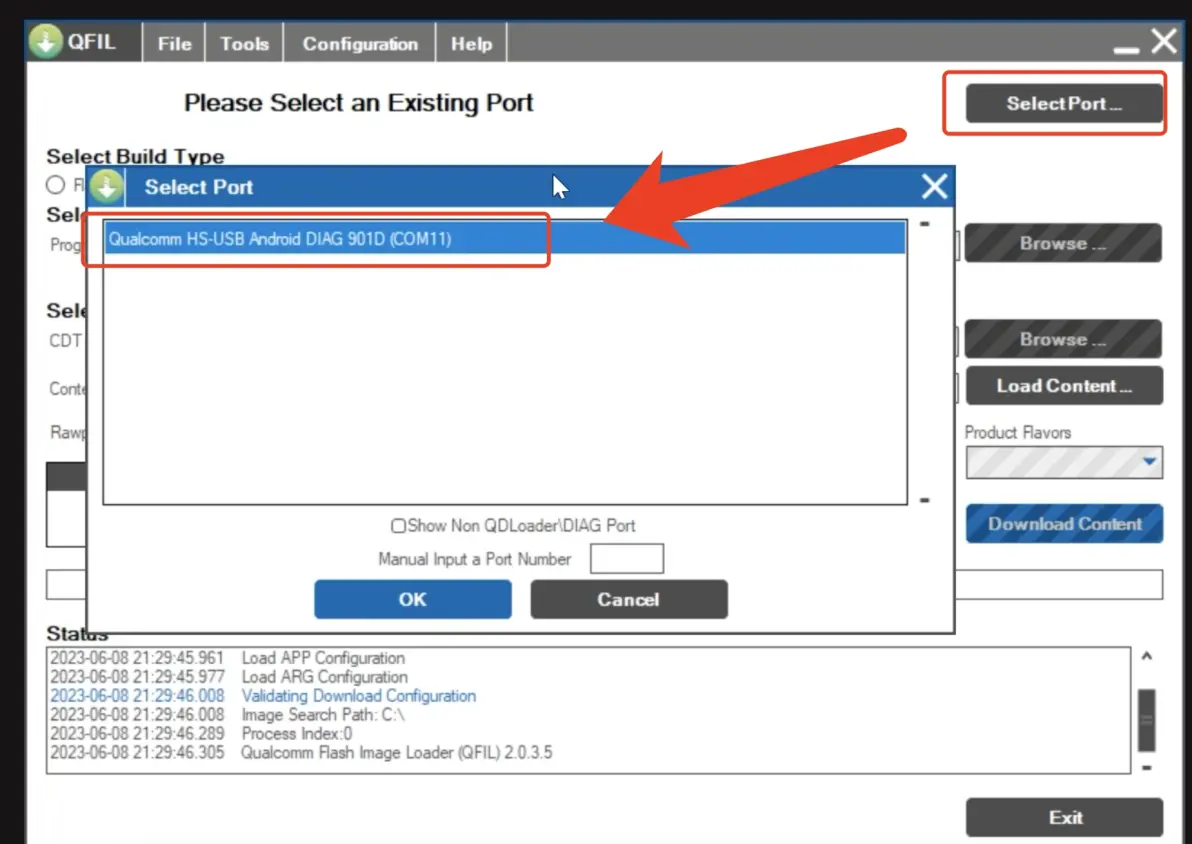 QFIL File Tools Configuration Help
Please Select an Existing Port
Select Port ...
Select Build Type
Select Port
Qualcomm HS-USB Android DIAG 901D (COM11)
Browse ...
CDT
Browse ...
Load Content ...
Product Flavors
Download Content
Show Non QDLoader\DIAG Port
Manual Input a Port Number
OK Cancel
Status
2023-06-08 21:29:45.961 Load APP Configuration
2023-06-08 21:29:45.977 Load ARG Configuration
2023-06-08 21:29:46.008 Validating Download Configuration
2023-06-08 21:29:46.008 Image Search Path: C:\
2023-06-08 21:29:46.289 Process Index:0
2023-06-08 21:29:46.305 Qualcomm Flash Image Loader (QFIL) 2.0.3.5
Exit